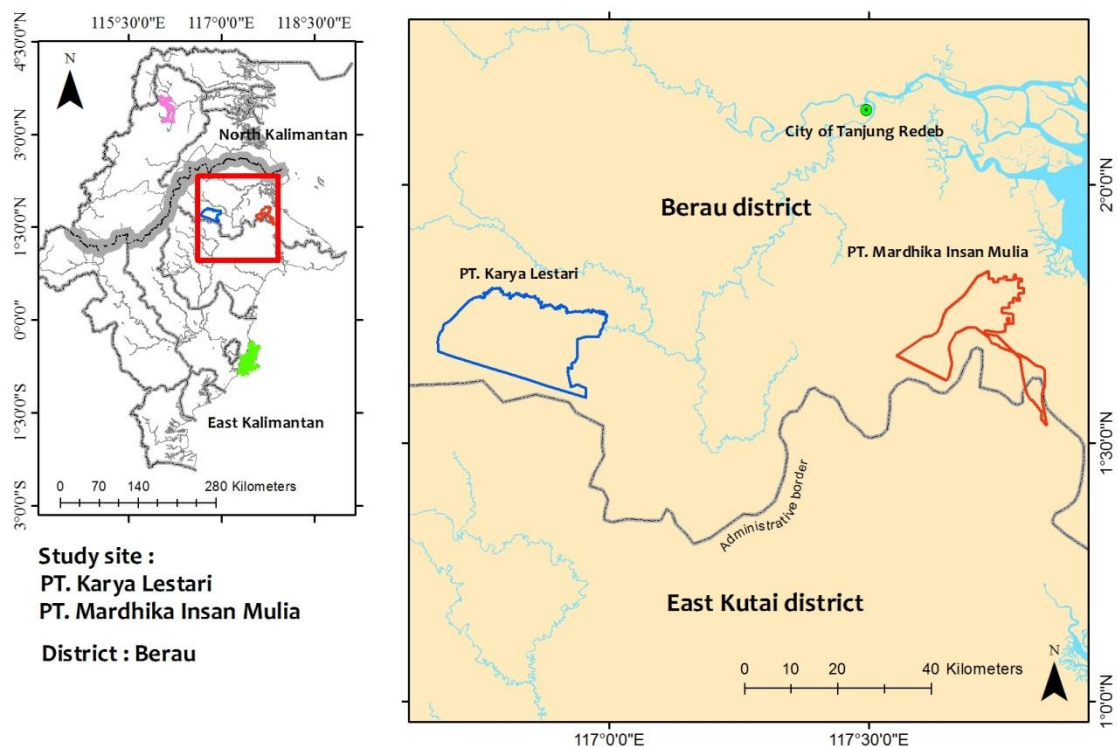 115°30'0"E 117°0'0"E 118°30'0"E
4°30'0"N
3°0'0"N
1°30'0"N
0°0'0"
1°30'0"S
3°0'0"S
N
North Kalimantan
East Kalimantan
0 70 140 280 Kilometers
Study site :
PT. Karya Lestari
PT. Mardhika Insan Mulia
District : Berau
City of Tanjung Redeb
Berau district
PT. Mardhika Insan Mulia
PT. Karya Lestari
Administrative border
East Kutai district
0 10 20 40 Kilometers
N
2°0'0"N
1°30'0"N
1°0'0"N
117°0'0"E 117°30'0"E